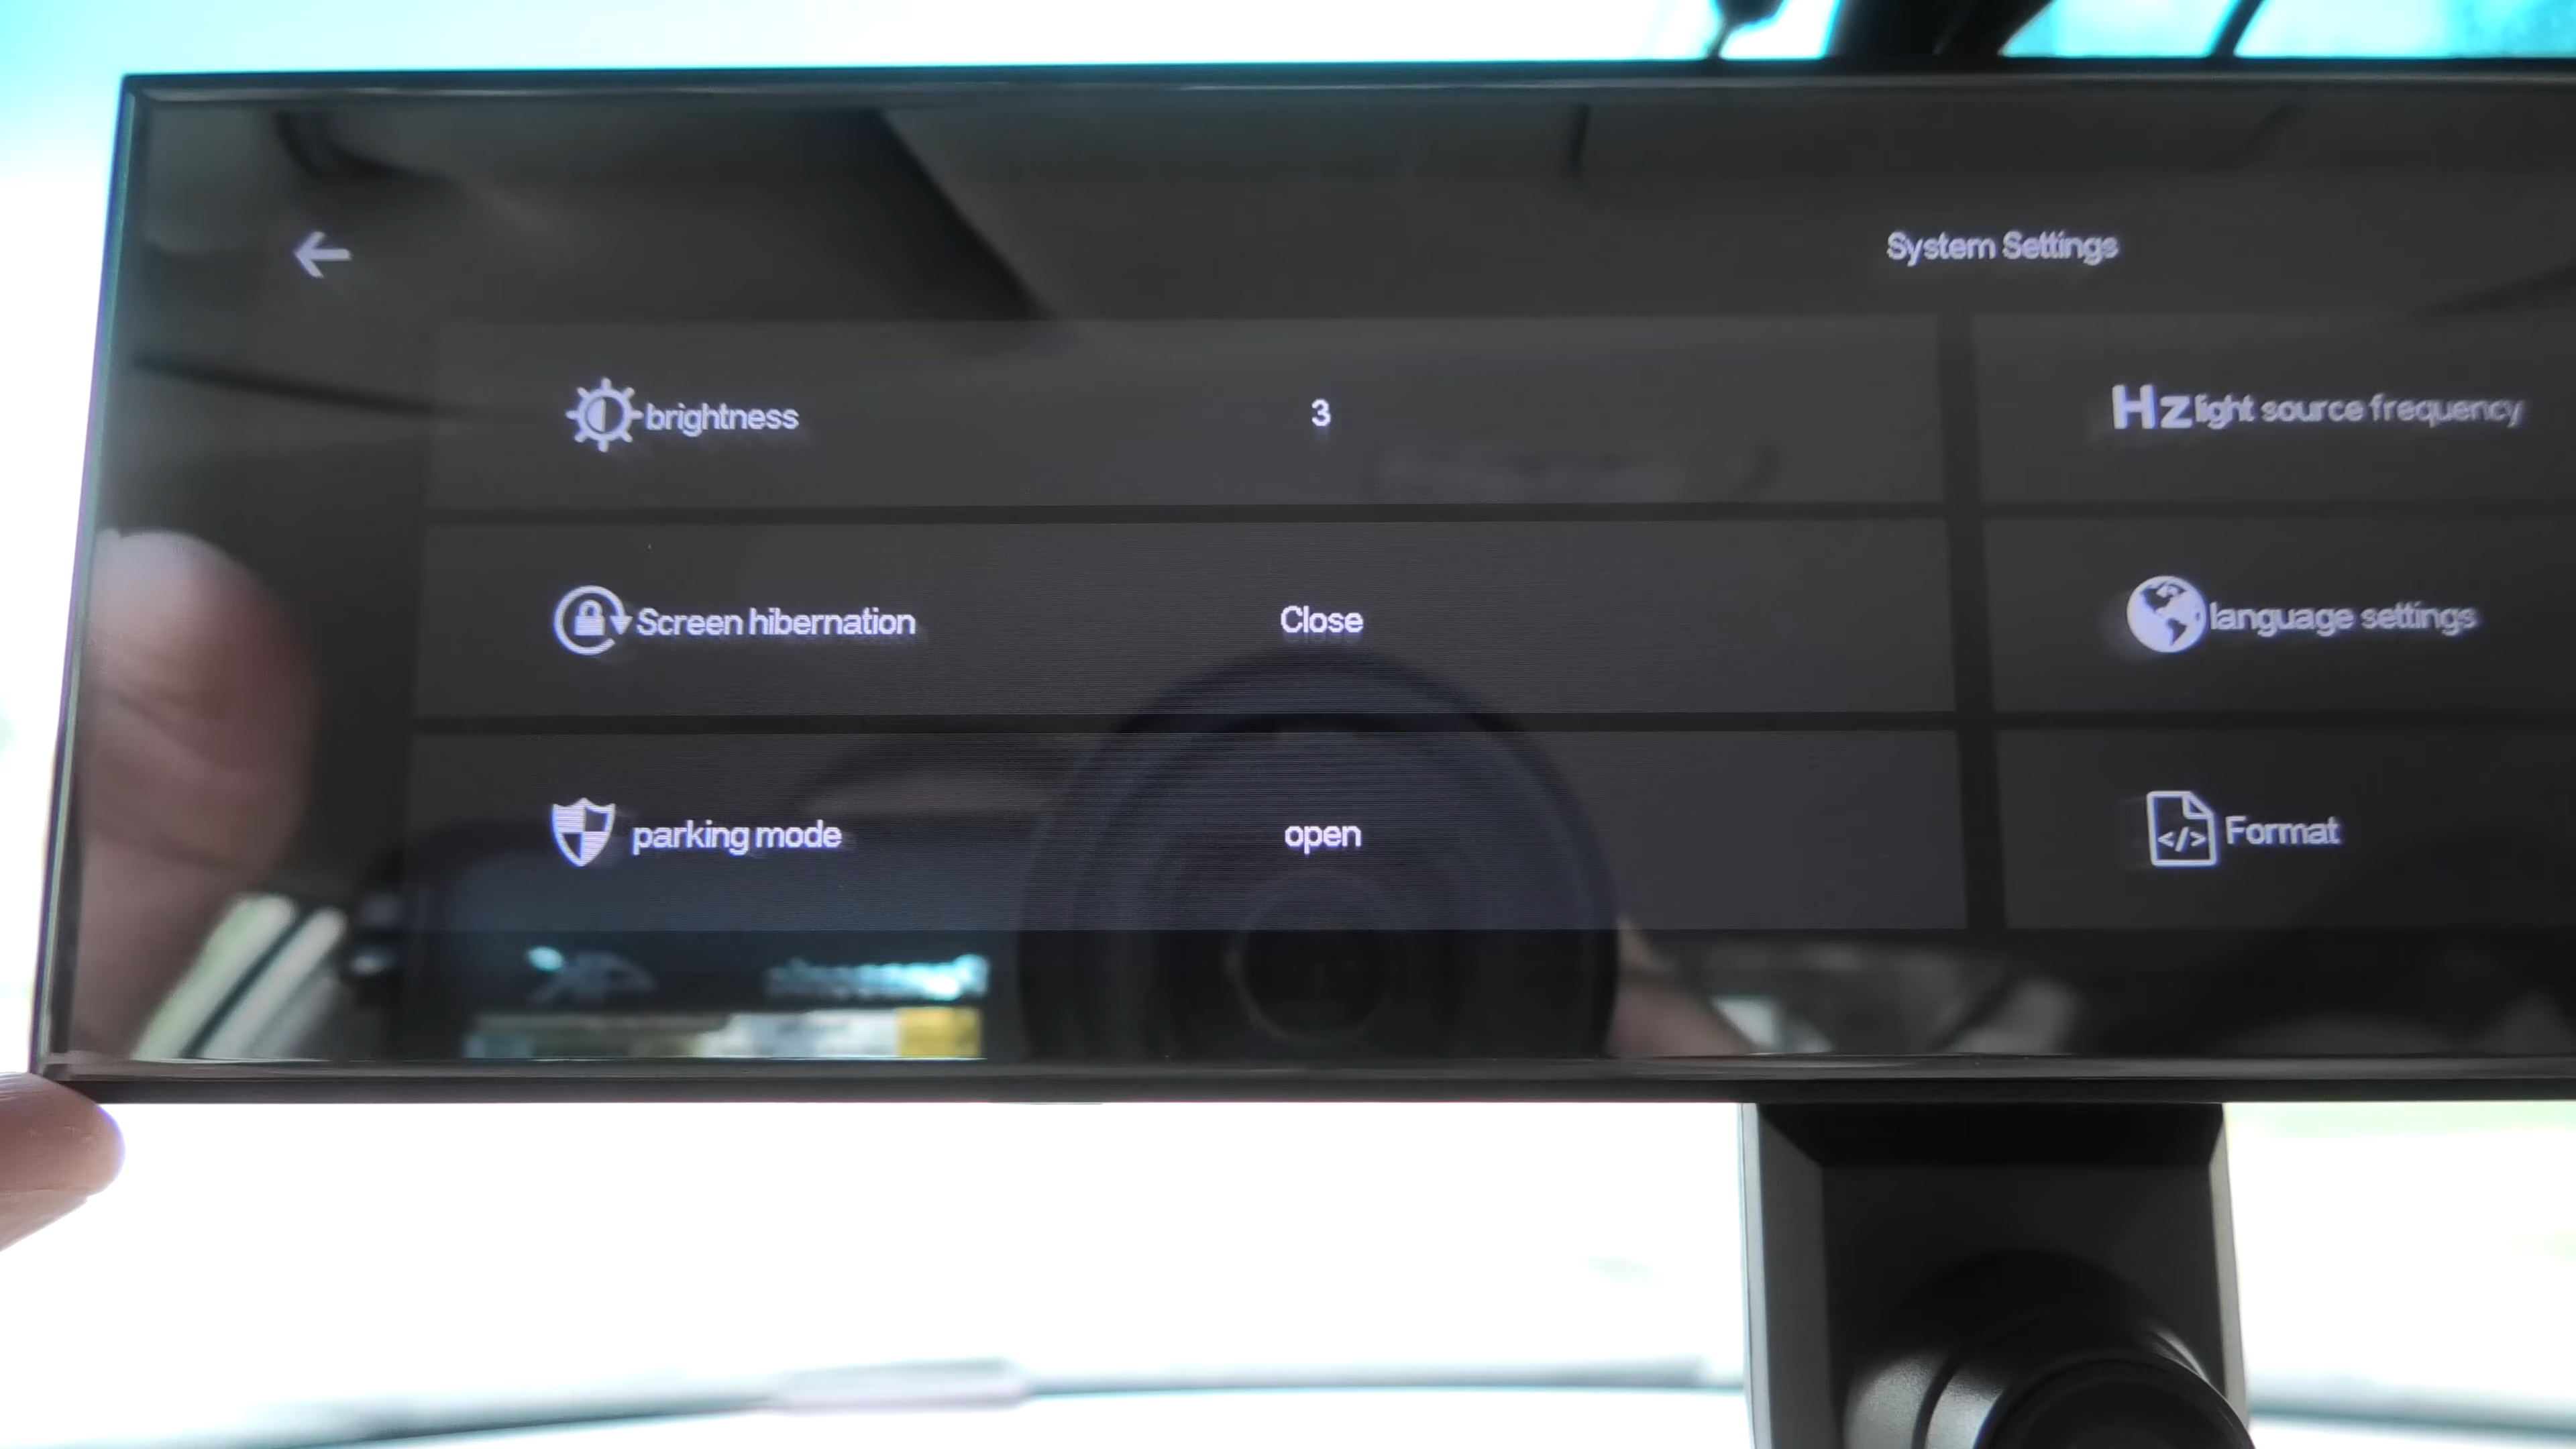 System Settings
brightness 3
Hz light source frequency
Screen hibernation Close
language settings
parking mode open
</> Format